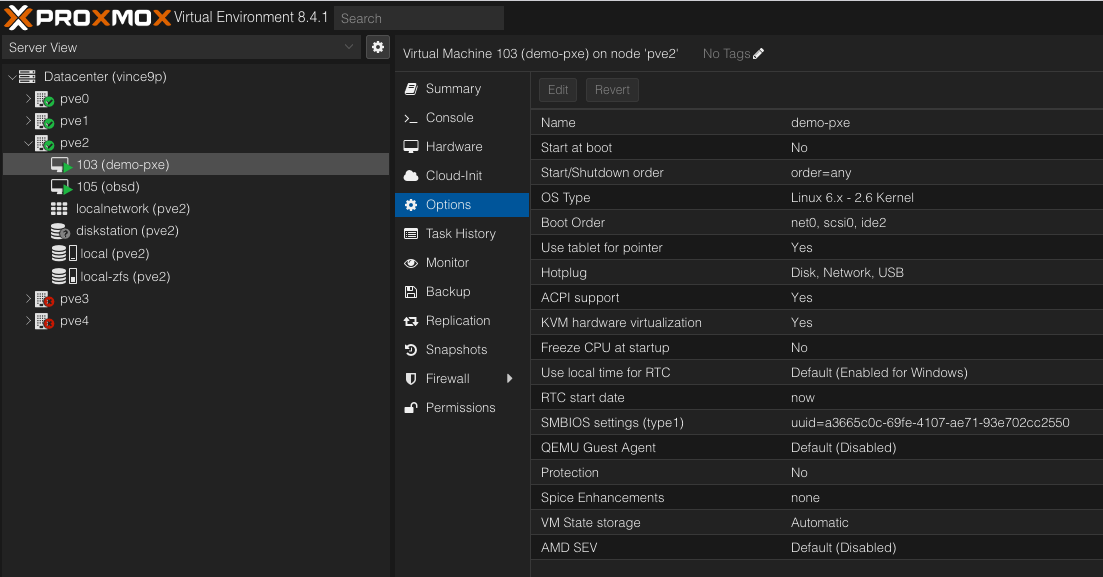 PROXMOX Virtual Environment 8.4.1 Search
Server View
Datacenter (vince9p)
pve0
pve1
pve2
103 (demo-pxe)
105 (obsd)
localnetwork (pve2)
diskstation (pve2)
local (pve2)
local-zfs (pve2)
pve3
pve4
Virtual Machine 103 (demo-pxe) on node 'pve2' No Tags
Summary
Console
Hardware
Cloud-Init
Options
Task History
Monitor
Backup
Replication
Snapshots
Firewall
Permissions
Edit Revert
Name demo-pxe
Start at boot No
Start/Shutdown order order=any
OS Type Linux 6.x - 2.6 Kernel
Boot Order net0, scsi0, ide2
Use tablet for pointer Yes
Hotplug Disk, Network, USB
ACPI support Yes
KVM hardware virtualization Yes
Freeze CPU at startup No
Use local time for RTC Default (Enabled for Windows)
RTC start date now
SMBIOS settings (type1) uuid=a3665c0c-69fe-4107-ae71-93e702cc2550
QEMU Guest Agent Default (Disabled)
Protection No
Spice Enhancements none
VM State storage Automatic
AMD SEV Default (Disabled)